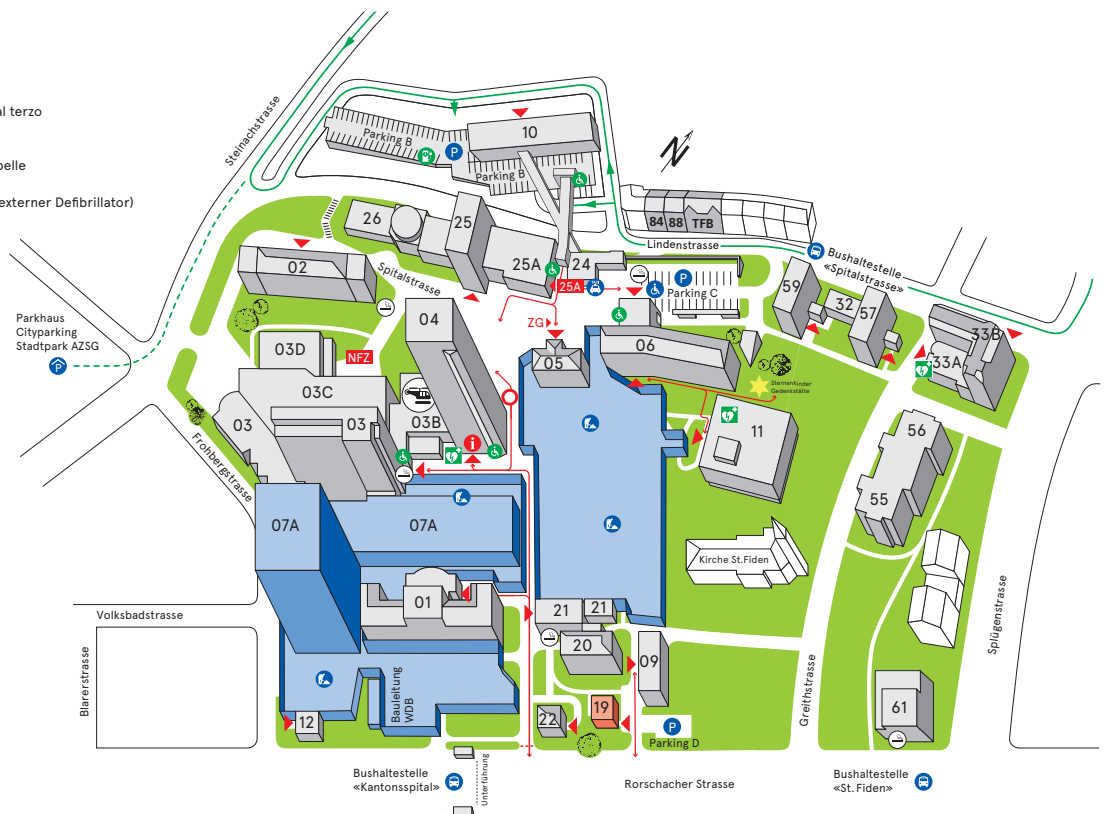 al terzo
pelle
externer Defibrillator)
Steinachstrasse
Parking B
P
10
Parking B
N
84 88 TFB
Lindenstrasse
Bushaltestelle
«Spitalstrasse»
26
25
25A
24
25A
P
Parking C
02
Spitalstrasse
ZG
59
32
57
33B
33A
Parkhaus
Cityparking
Stadtpark AZSG
P
04
03D
NFZ
05
06
Sternenkinder
Gedenkstätte
03C
03
03
03B
i
11
56
55
Frohbergstrasse
07A
07A
Kirche St.Fiden
01
21
21
20
09
Volksbadstrasse
Blarerstrasse
Bauleitung
WDB
12
22
19
P
Parking D
Greithstrasse
Splügenstrasse
61
Unterführung
Bushaltestelle
«Kantonsspital»
Rorschacher Strasse
Bushaltestelle
«St. Fiden»